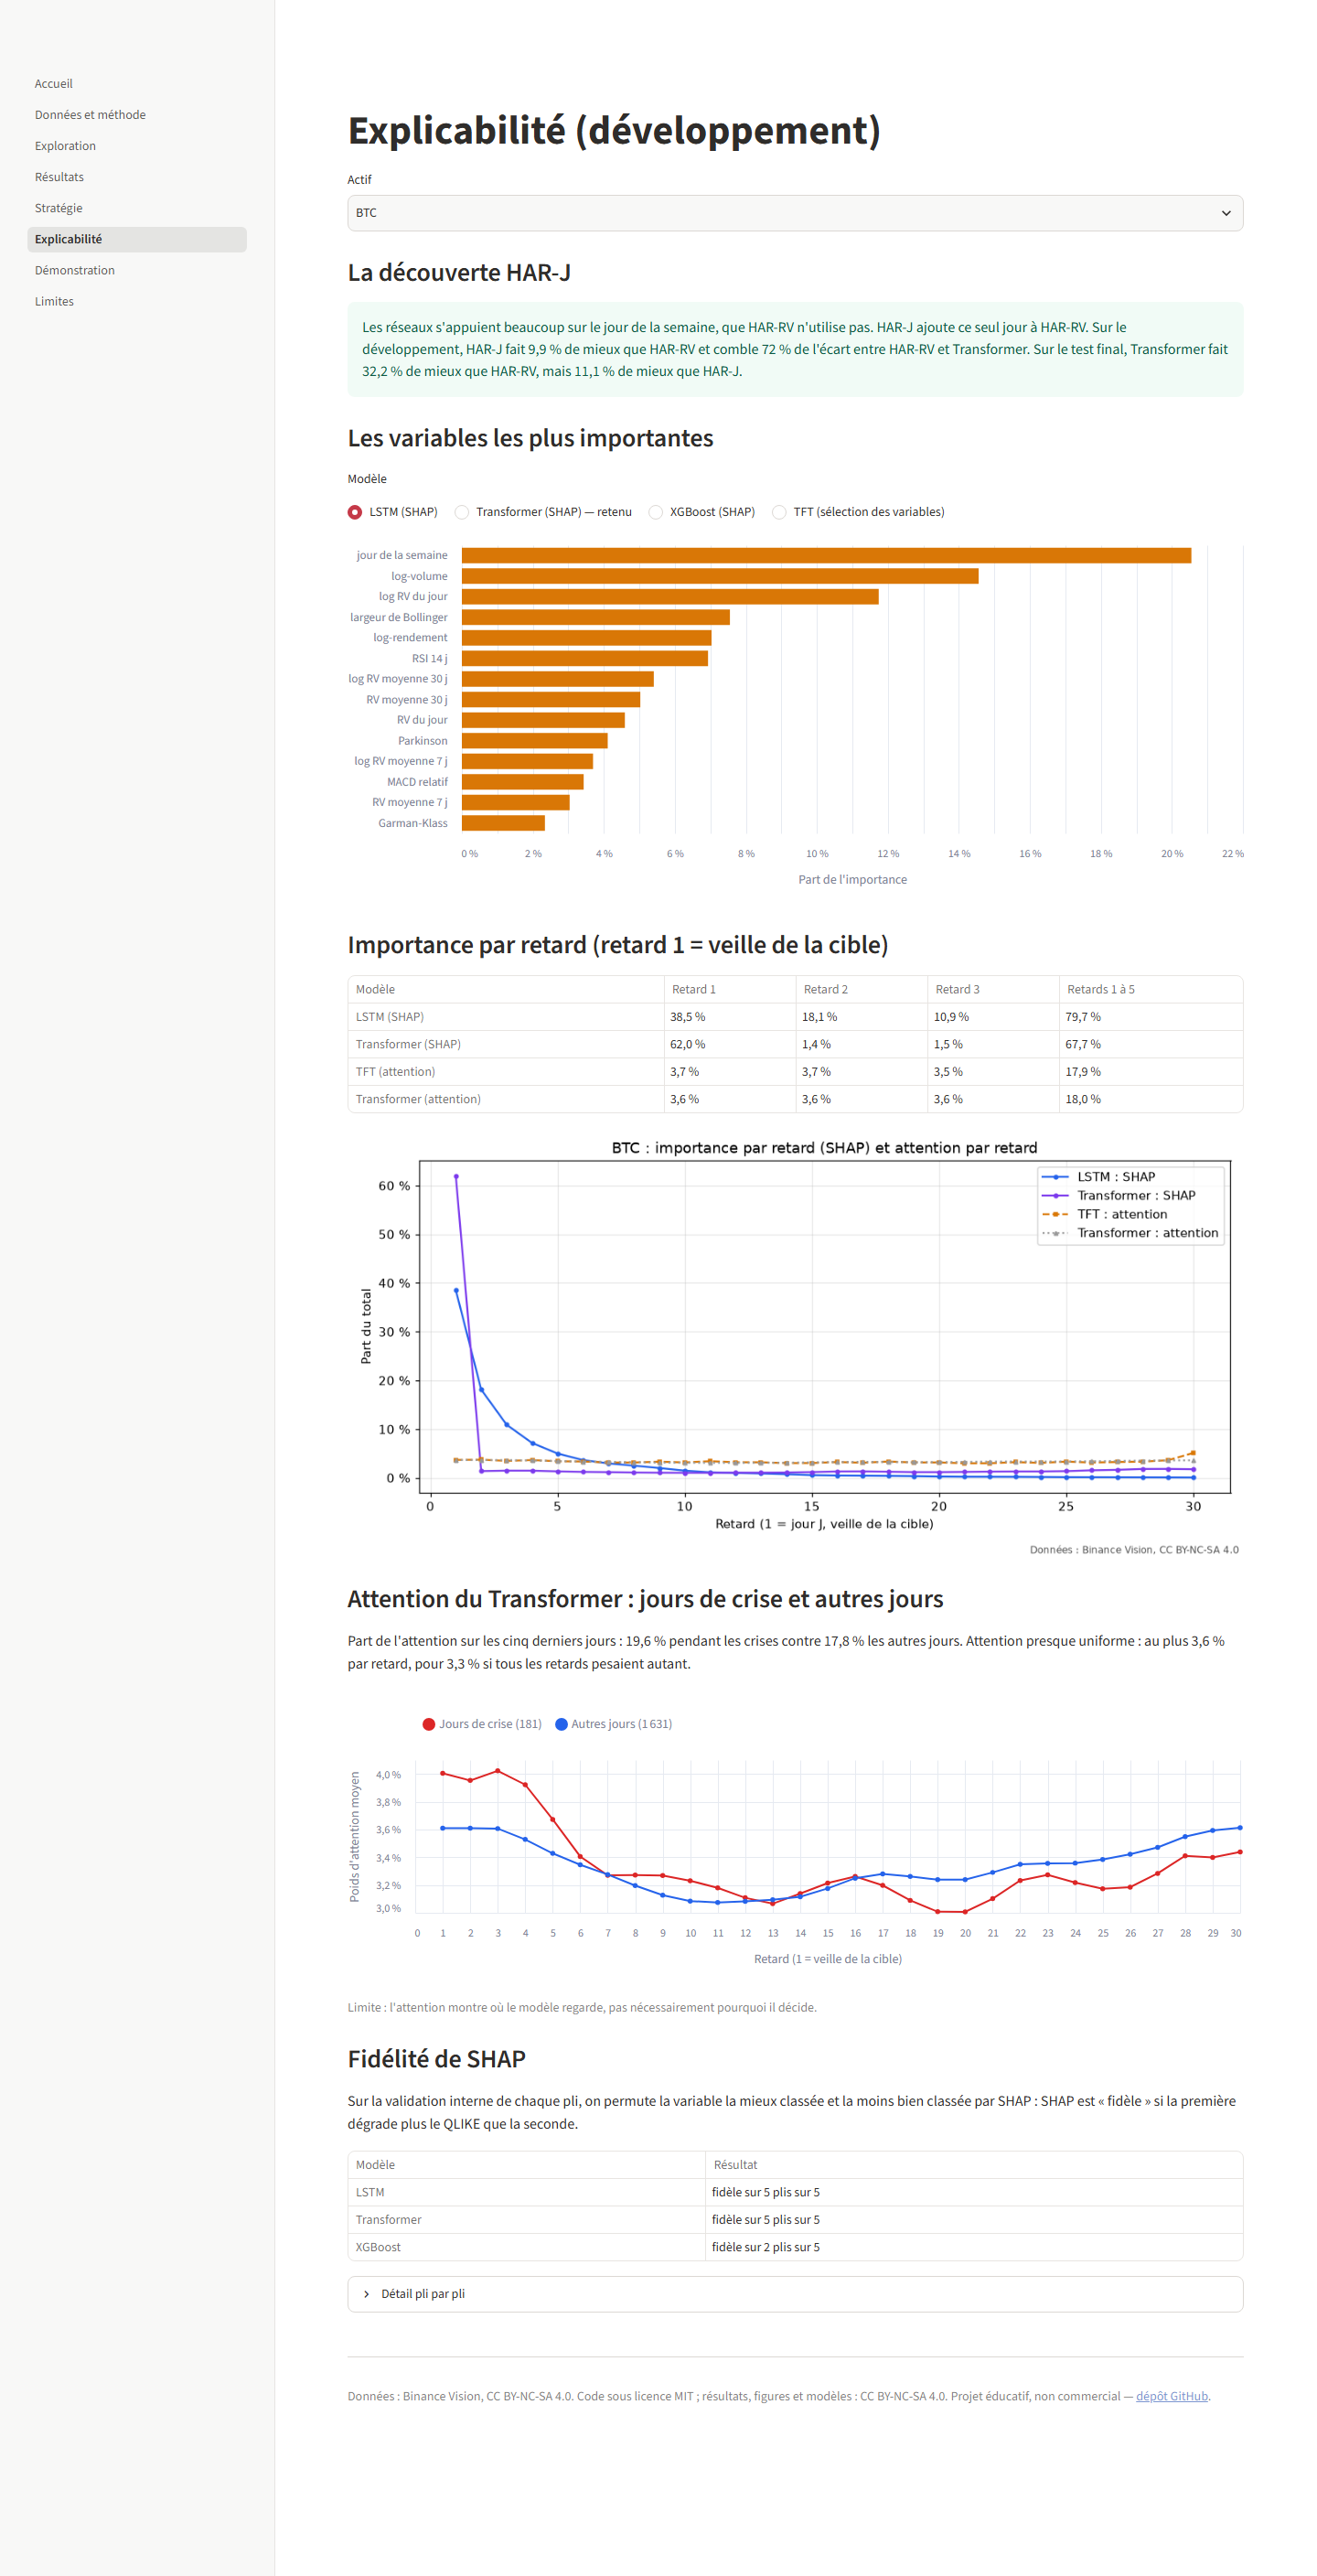 Accueil
Données et méthode
Exploration
Résultats
Stratégie
Explicabilité
Démonstration
Limites
Explicabilité (développement)
Actif
BTC
La découverte HAR-J
Les réseaux s'appuient beaucoup sur le jour de la semaine, que HAR-RV n'utilise pas. HAR-J ajoute ce seul jour à HAR-RV. Sur le
développement, HAR-J fait 9,9 % de mieux que HAR-RV et comble 72 % de l'écart entre HAR-RV et Transformer. Sur le test final, Transformer fait
32,2 % de mieux que HAR-RV, mais 11,1 % de mieux que HAR-J.
Les variables les plus importantes
Modèle
LSTM (SHAP) Transformer (SHAP) — retenu XGBoost (SHAP) TFT (sélection des variables)
jour de la semaine
log-volume
log RV du jour
largeur de Bollinger
log-rendement
RSI 14 j
log RV moyenne 30 j
RV moyenne 30 j
RV du jour
Parkinson
log RV moyenne 7 j
MACD relatif
RV moyenne 7 j
Garman-Klass
0 % 2 % 4 % 6 % 8 % 10 % 12 % 14 % 16 % 18 % 20 % 22 %
Part de l'importance
Importance par retard (retard 1 = veille de la cible)
Modèle Retard 1 Retard 2 Retard 3 Retards 1 à 5
LSTM (SHAP) 38,5 % 18,1 % 10,9 % 79,7 %
Transformer (SHAP) 62,0 % 1,4 % 1,5 % 67,7 %
TFT (attention) 3,7 % 3,7 % 3,5 % 17,9 %
Transformer (attention) 3,6 % 3,6 % 3,6 % 18,0 %
BTC : importance par retard (SHAP) et attention par retard
LSTM : SHAP
Transformer : SHAP
TFT : attention
Transformer : attention
Part du total
60 %
50 %
40 %
30 %
20 %
10 %
0 %
0 5 10 15 20 25 30
Retard (1 = jour J, veille de la cible)
Données : Binance Vision, CC BY-NC-SA 4.0
Attention du Transformer : jours de crise et autres jours
Part de l'attention sur les cinq derniers jours : 19,6 % pendant les crises contre 17,8 % les autres jours. Attention presque uniforme : au plus 3,6 %
par retard, pour 3,3 % si tous les retards pesaient autant.
Jours de crise (181) Autres jours (1 631)
Poids d'attention moyen
4,0 %
3,8 %
3,6 %
3,4 %
3,2 %
3,0 %
0 1 2 3 4 5 6 7 8 9 10 11 12 13 14 15 16 17 18 19 20 21 22 23 24 25 26 27 28 29 30
Retard (1 = veille de la cible)
Limite : l'attention montre où le modèle regarde, pas nécessairement pourquoi il décide.
Fidélité de SHAP
Sur la validation interne de chaque pli, on permute la variable la mieux classée et la moins bien classée par SHAP : SHAP est « fidèle » si la première
dégrade plus le QLIKE que la seconde.
Modèle Résultat
LSTM fidèle sur 5 plis sur 5
Transformer fidèle sur 5 plis sur 5
XGBoost fidèle sur 2 plis sur 5
Détail pli par pli
Données : Binance Vision, CC BY-NC-SA 4.0. Code sous licence MIT ; résultats, figures et modèles : CC BY-NC-SA 4.0. Projet éducatif, non commercial — dépôt GitHub.